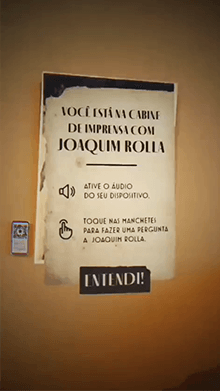 VOCÊ ESTÁ NA CABINE
DE IMPRENSA COM
JOAQUIM ROLLA
ATIVE O ÁUDIO
DO SEU DISPOSITIVO.
TOQUE NAS MANCHETES
PARA FAZER UMA PERGUNTA
A JOAQUIM ROLLA.
ENTENDI!